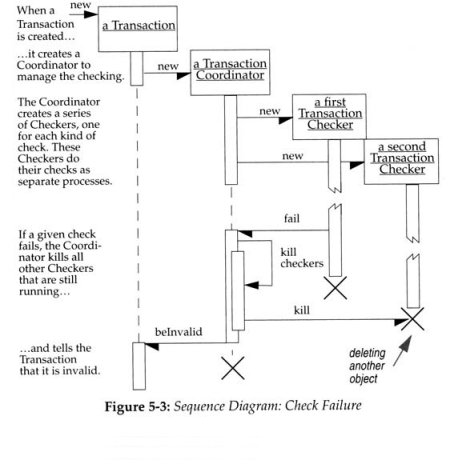 When a
new
Transaction
is created…
a Transaction
…it creates a
Coordinator to
manage the checking.
new
a Transaction
Coordinator
The Coordinator
creates a series
of Checkers, one
for each kind of
check. These
Checkers do
their checks as
separate processes.
new
a first
Transaction
Checker
new
a second
Transaction
Checker
If a given check
fails, the Coordi-
nator kills all
other Checkers
that are still
running…
fail
kill
checkers
kill
beInvalid
…and tells the
Transaction
that it is invalid.
deleting
another
object
Figure 5-3: Sequence Diagram: Check Failure